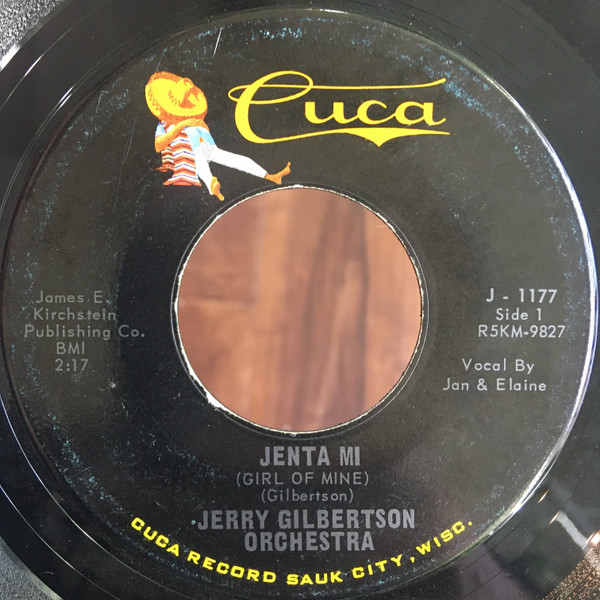 Cuca
James E.
Kirchstein
Publishing Co.
BMI
2:17
J - 1177
Side 1
R5KM-9827
Vocal By
Jan & Elaine
JENTA MI
(GIRL OF MINE)
(Gilbertson)
JERRY GILBERTSON
ORCHESTRA
CUCA RECORD SAUK CITY, WISC.